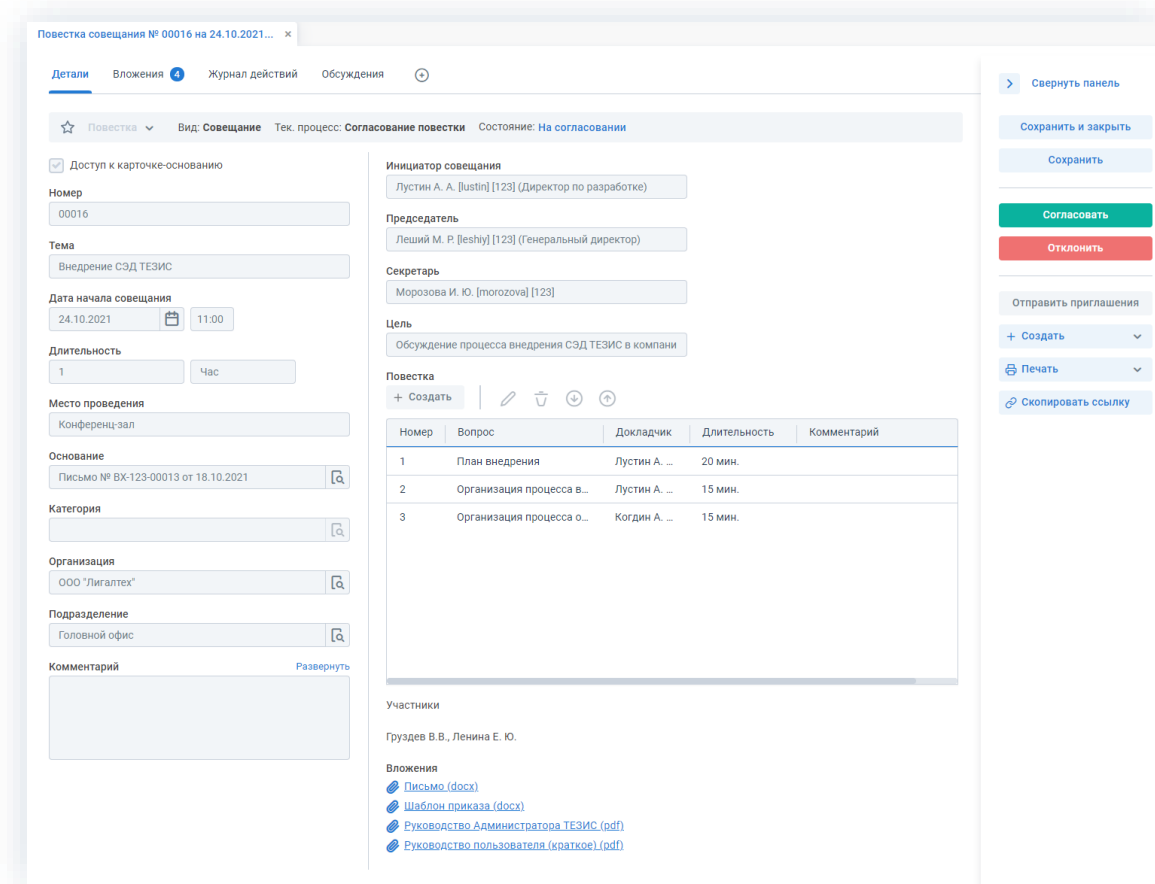 Повестка совещания № 00016 на 24.10.2021... ×
Детали Вложения 4 Журнал действий Обсуждения
Повестка Вид: Совещание Тек. процесс: Согласование повестки Состояние: На согласовании
Доступ к карточке-основанию
Номер
00016
Тема
Внедрение СЭД ТЕЗИС
Дата начала совещания
24.10.2021 11:00
Длительность
1 Час
Место проведения
Конференц-зал
Основание
Письмо № ВХ-123-00013 от 18.10.2021
Категория
Организация
ООО "Лигалтех"
Подразделение
Головной офис
Комментарий Развернуть
Инициатор совещания
Лустин А. А. [lustin] [123] (Директор по разработке)
Председатель
Леший М. Р. [leshiy] [123] (Генеральный директор)
Секретарь
Морозова И. Ю. [morozova] [123]
Цель
Обсуждение процесса внедрения СЭД ТЕЗИС в компани
Повестка
+ Создать
Номер Вопрос Докладчик Длительность Комментарий
1 План внедрения Лустин А. ... 20 мин.
2 Организация процесса в... Лустин А. ... 15 мин.
3 Организация процесса о... Когдин А. ... 15 мин.
Участники
Груздев В.В., Ленина Е. Ю.
Вложения
Письмо (docx)
Шаблон приказа (docx)
Руководство Администратора ТЕЗИС (pdf)
Руководство пользователя (краткое) (pdf)
Свернуть панель
Сохранить и закрыть
Сохранить
Согласовать
Отклонить
Отправить приглашения
+ Создать
Печать
Скопировать ссылку